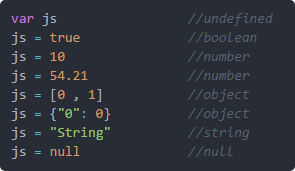 var js                //undefined
js = true             //boolean
js = 10               //number
js = 54.21            //number
js = [0 , 1]          //object
js = {"0": 0}         //object
js = "String"         //string
js = null             //null